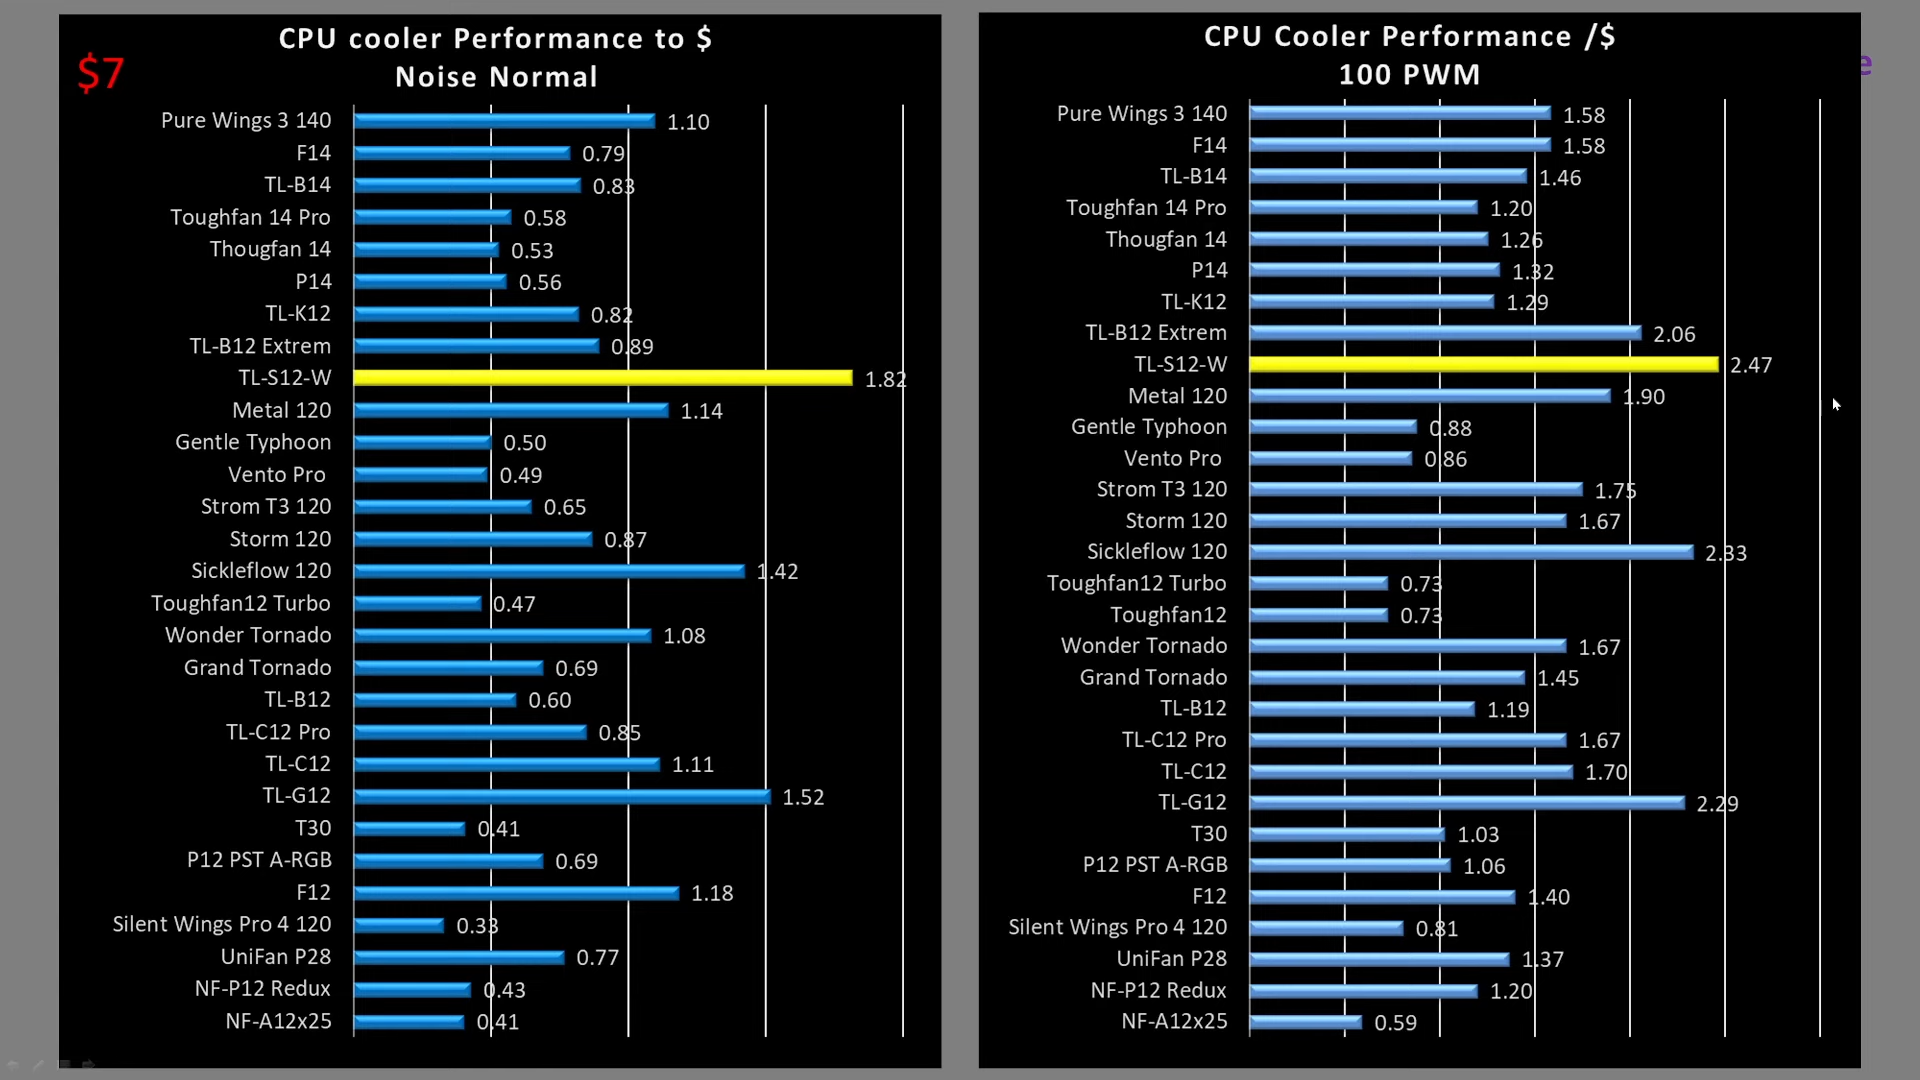 CPU cooler Performance to $
Noise Normal
$7
Pure Wings 3 140 1.10
F14 0.79
TL-B14 0.83
Toughfan 14 Pro 0.58
Thougfan 14 0.53
P14 0.56
TL-K12 0.82
TL-B12 Extrem 0.89
TL-S12-W 1.82
Metal 120 1.14
Gentle Typhoon 0.50
Vento Pro 0.49
Strom T3 120 0.65
Storm 120 0.87
Sickleflow 120 1.42
Toughfan12 Turbo 0.47
Wonder Tornado 1.08
Grand Tornado 0.69
TL-B12 0.60
TL-C12 Pro 0.85
TL-C12 1.11
TL-G12 1.52
T30 0.41
P12 PST A-RGB 0.69
F12 1.18
Silent Wings Pro 4 120 0.33
UniFan P28 0.77
NF-P12 Redux 0.43
NF-A12x25 0.41
CPU Cooler Performance /$
100 PWM
e
Pure Wings 3 140 1.58
F14 1.58
TL-B14 1.46
Toughfan 14 Pro 1.20
Thougfan 14 1.26
P14 1.32
TL-K12 1.29
TL-B12 Extrem 2.06
TL-S12-W 2.47
Metal 120 1.90
Gentle Typhoon 0.88
Vento Pro 0.86
Strom T3 120 1.75
Storm 120 1.67
Sickleflow 120 2.33
Toughfan12 Turbo 0.73
Toughfan12 0.73
Wonder Tornado 1.67
Grand Tornado 1.45
TL-B12 1.19
TL-C12 Pro 1.67
TL-C12 1.70
TL-G12 2.29
T30 1.03
P12 PST A-RGB 1.06
F12 1.40
Silent Wings Pro 4 120 0.81
UniFan P28 1.37
NF-P12 Redux 1.20
NF-A12x25 0.59